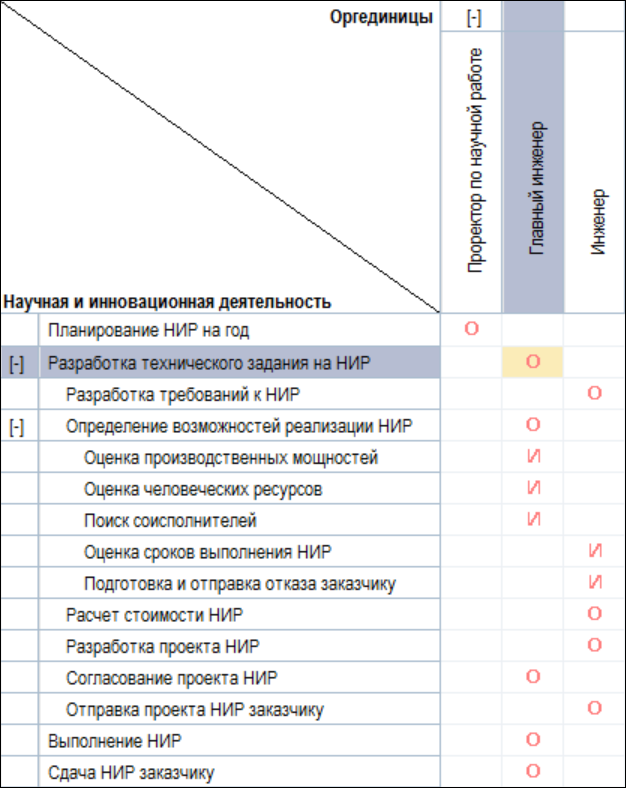 Оргединицы [-]
Проректор по научной работе
Главный инженер
Инженер
Научная и инновационная деятельность
Планирование НИР на год О
[-] Разработка технического задания на НИР О
Разработка требований к НИР О
[-] Определение возможностей реализации НИР О
Оценка производственных мощностей И
Оценка человеческих ресурсов И
Поиск соисполнителей И
Оценка сроков выполнения НИР И
Подготовка и отправка отказа заказчику И
Расчет стоимости НИР О
Разработка проекта НИР О
Согласование проекта НИР О
Отправка проекта НИР заказчику О
Выполнение НИР О
Сдача НИР заказчику О